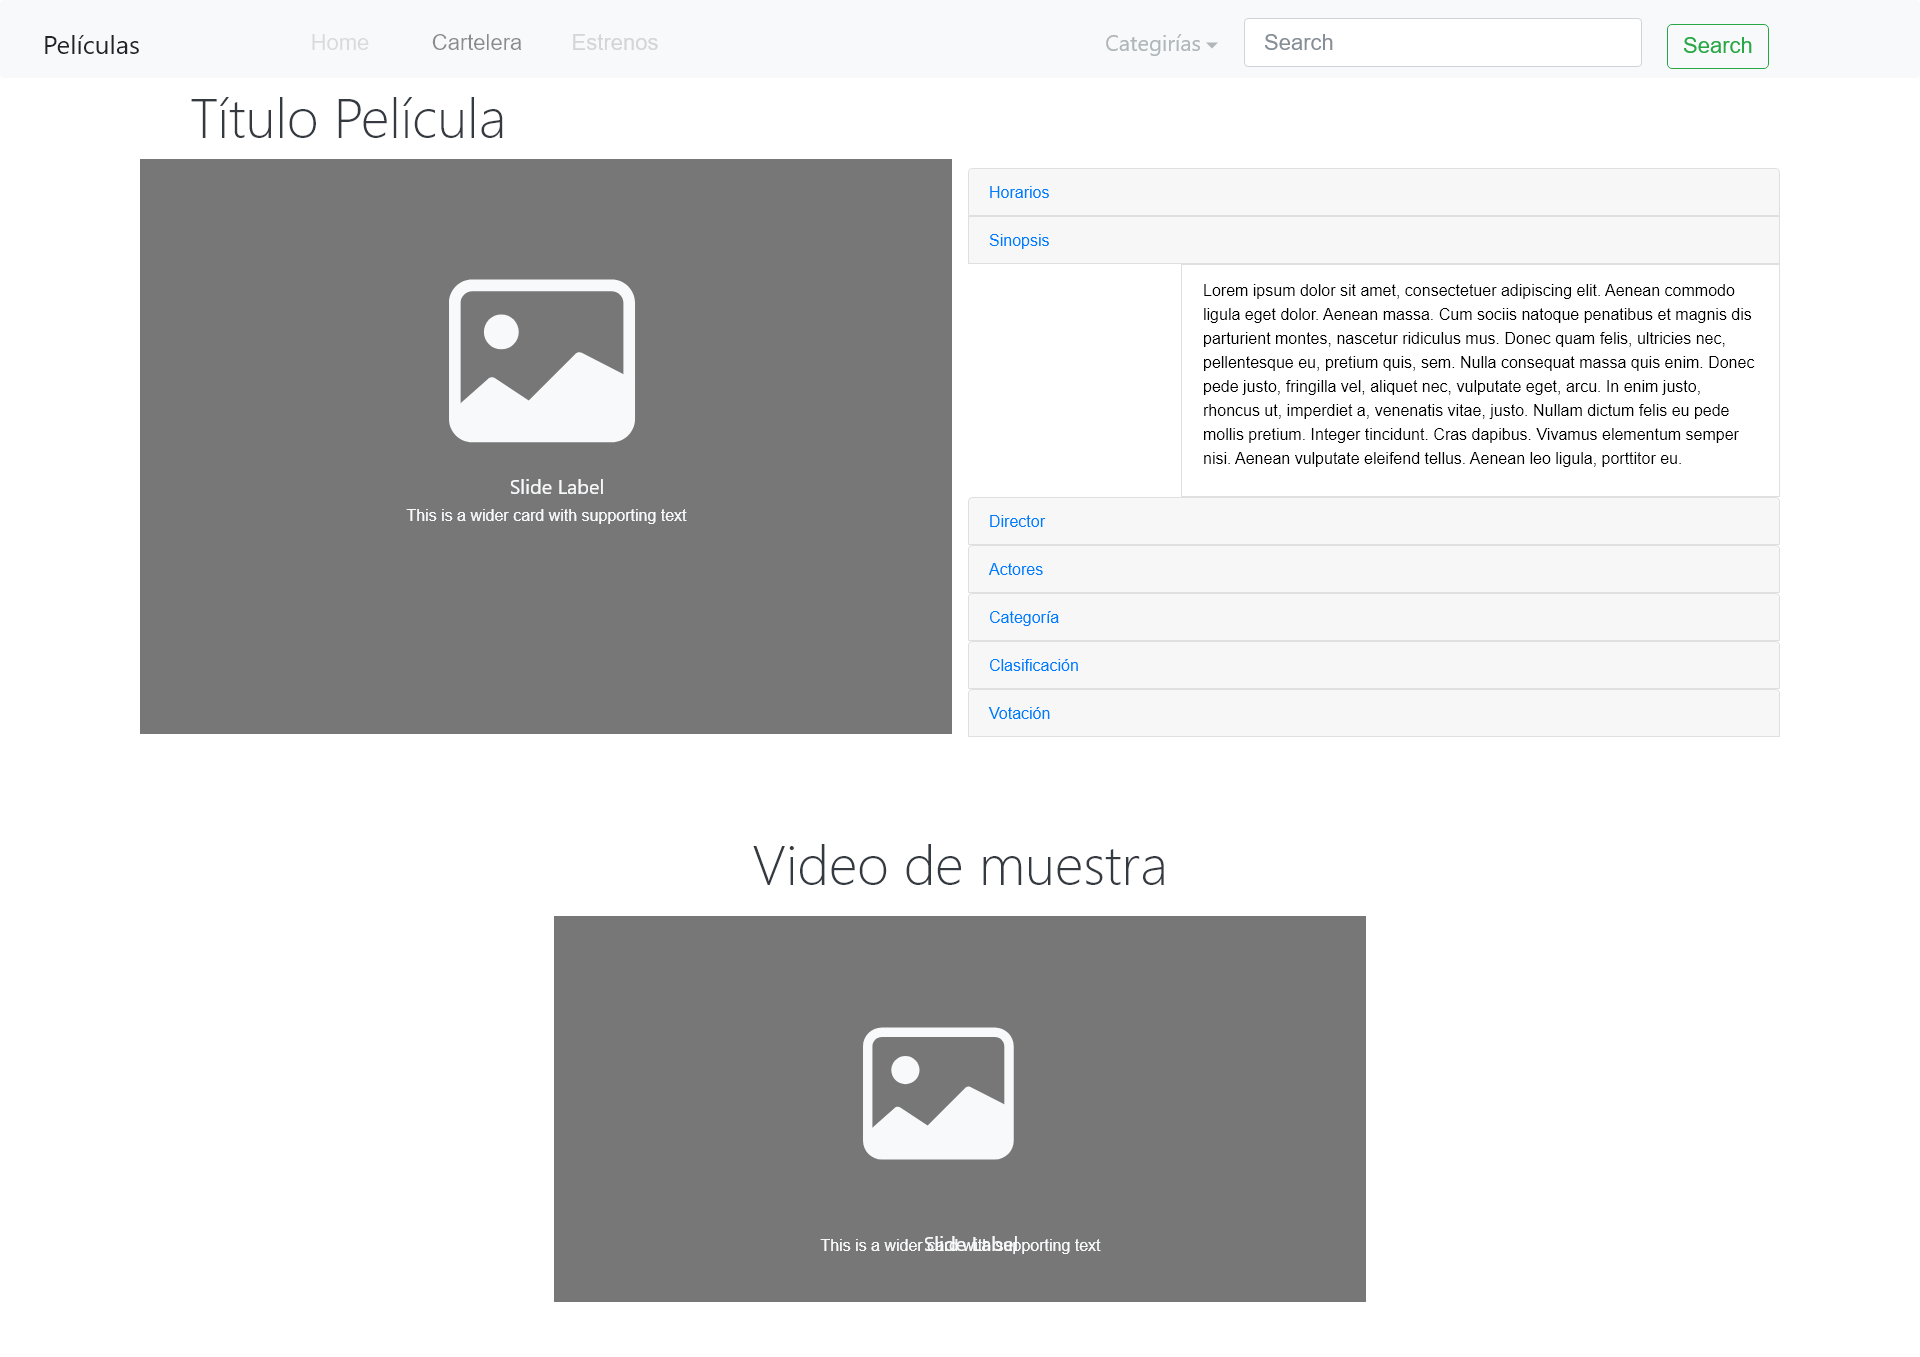 Películas
Home
Cartelera
Estrenos
Categirías
Search
Search
Título Película
Slide Label
This is a wider card with supporting text
Horarios
Sinopsis
Lorem ipsum dolor sit amet, consectetuer adipiscing elit. Aenean commodo
ligula eget dolor. Aenean massa. Cum sociis natoque penatibus et magnis dis
parturient montes, nascetur ridiculus mus. Donec quam felis, ultricies nec,
pellentesque eu, pretium quis, sem. Nulla consequat massa quis enim. Donec
pede justo, fringilla vel, aliquet nec, vulputate eget, arcu. In enim justo,
rhoncus ut, imperdiet a, venenatis vitae, justo. Nullam dictum felis eu pede
mollis pretium. Integer tincidunt. Cras dapibus. Vivamus elementum semper
nisi. Aenean vulputate eleifend tellus. Aenean leo ligula, porttitor eu.
Director
Actores
Categoría
Clasificación
Votación
Video de muestra
Slide Label
This is a wider card with supporting text